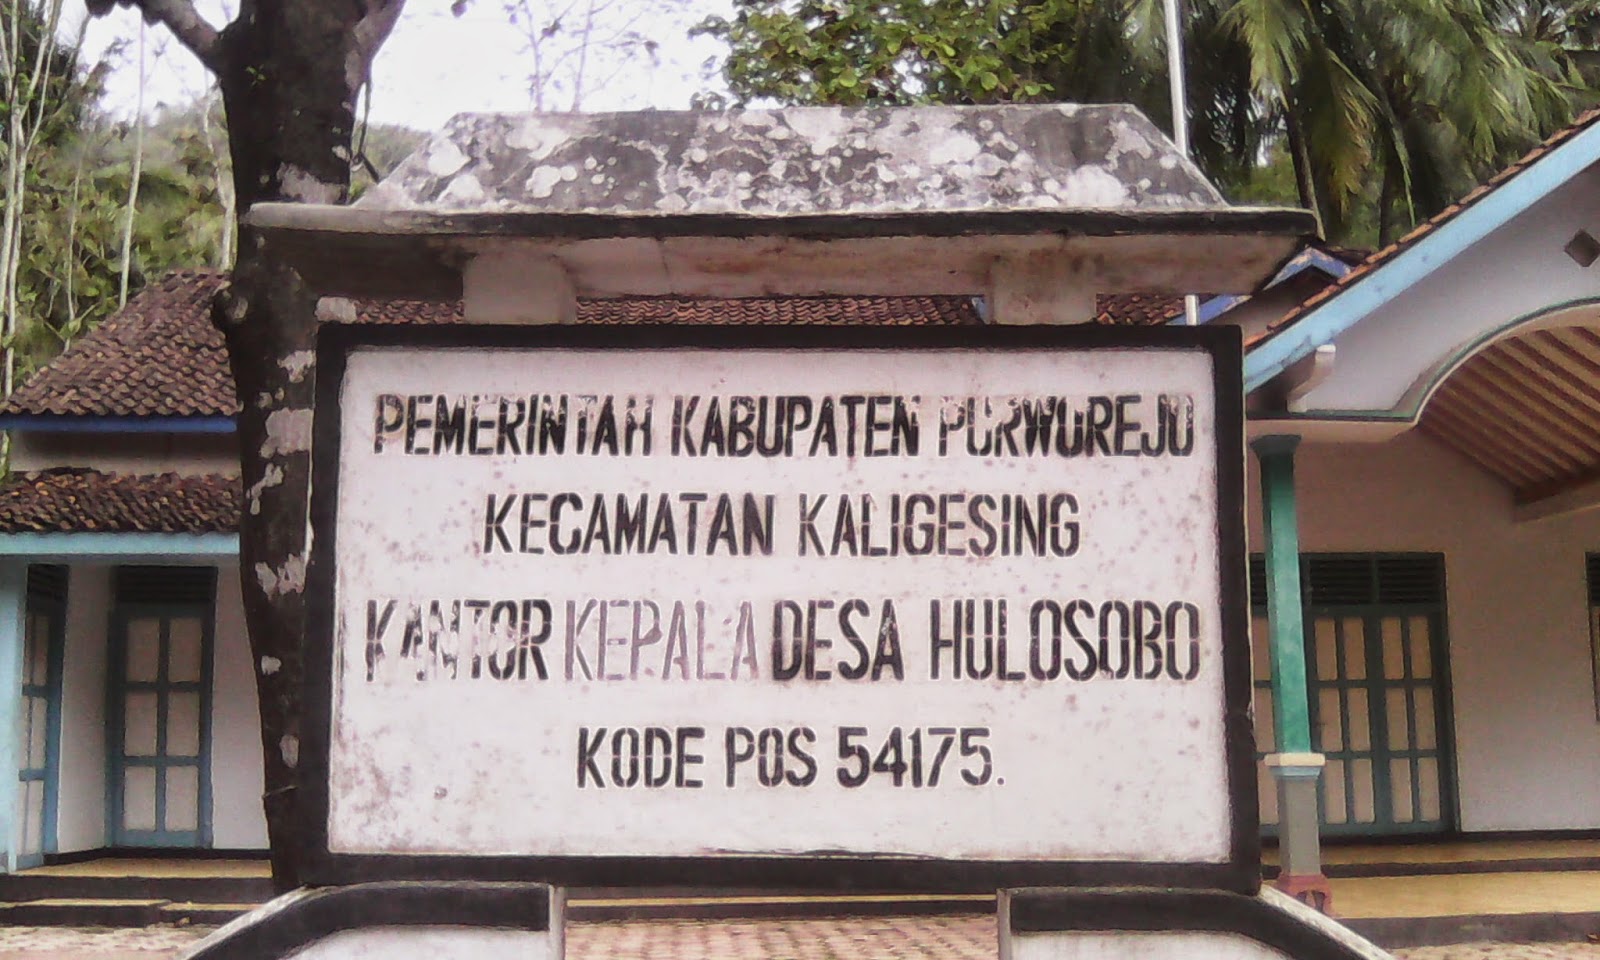 PEMERINTAH KABUPATEN PURWOREJO
KECAMATAN KALIGESING
KANTOR KEPALA DESA HULOSOBO
KODE POS 54175.